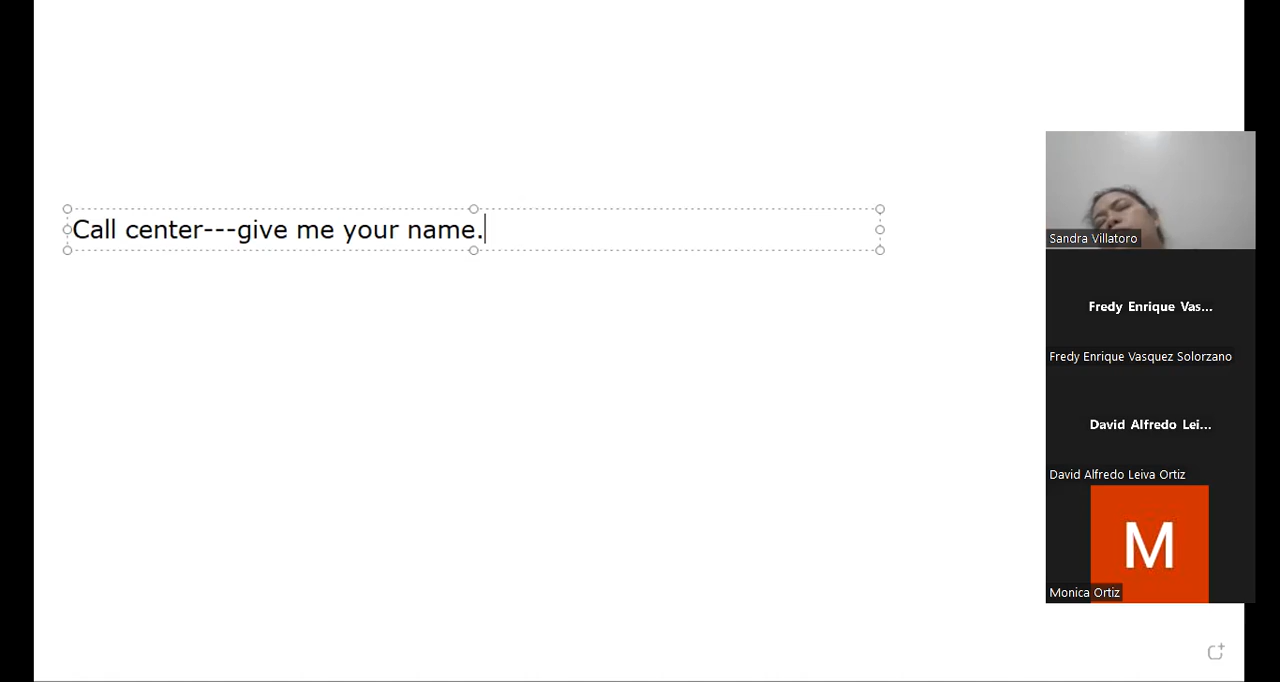 Call center---give me your name.
Sandra Villatoro
Fredy Enrique Vas...
Fredy Enrique Vasquez Solorzano
David Alfredo Lei...
David Alfredo Leiva Ortiz
M
Monica Ortiz